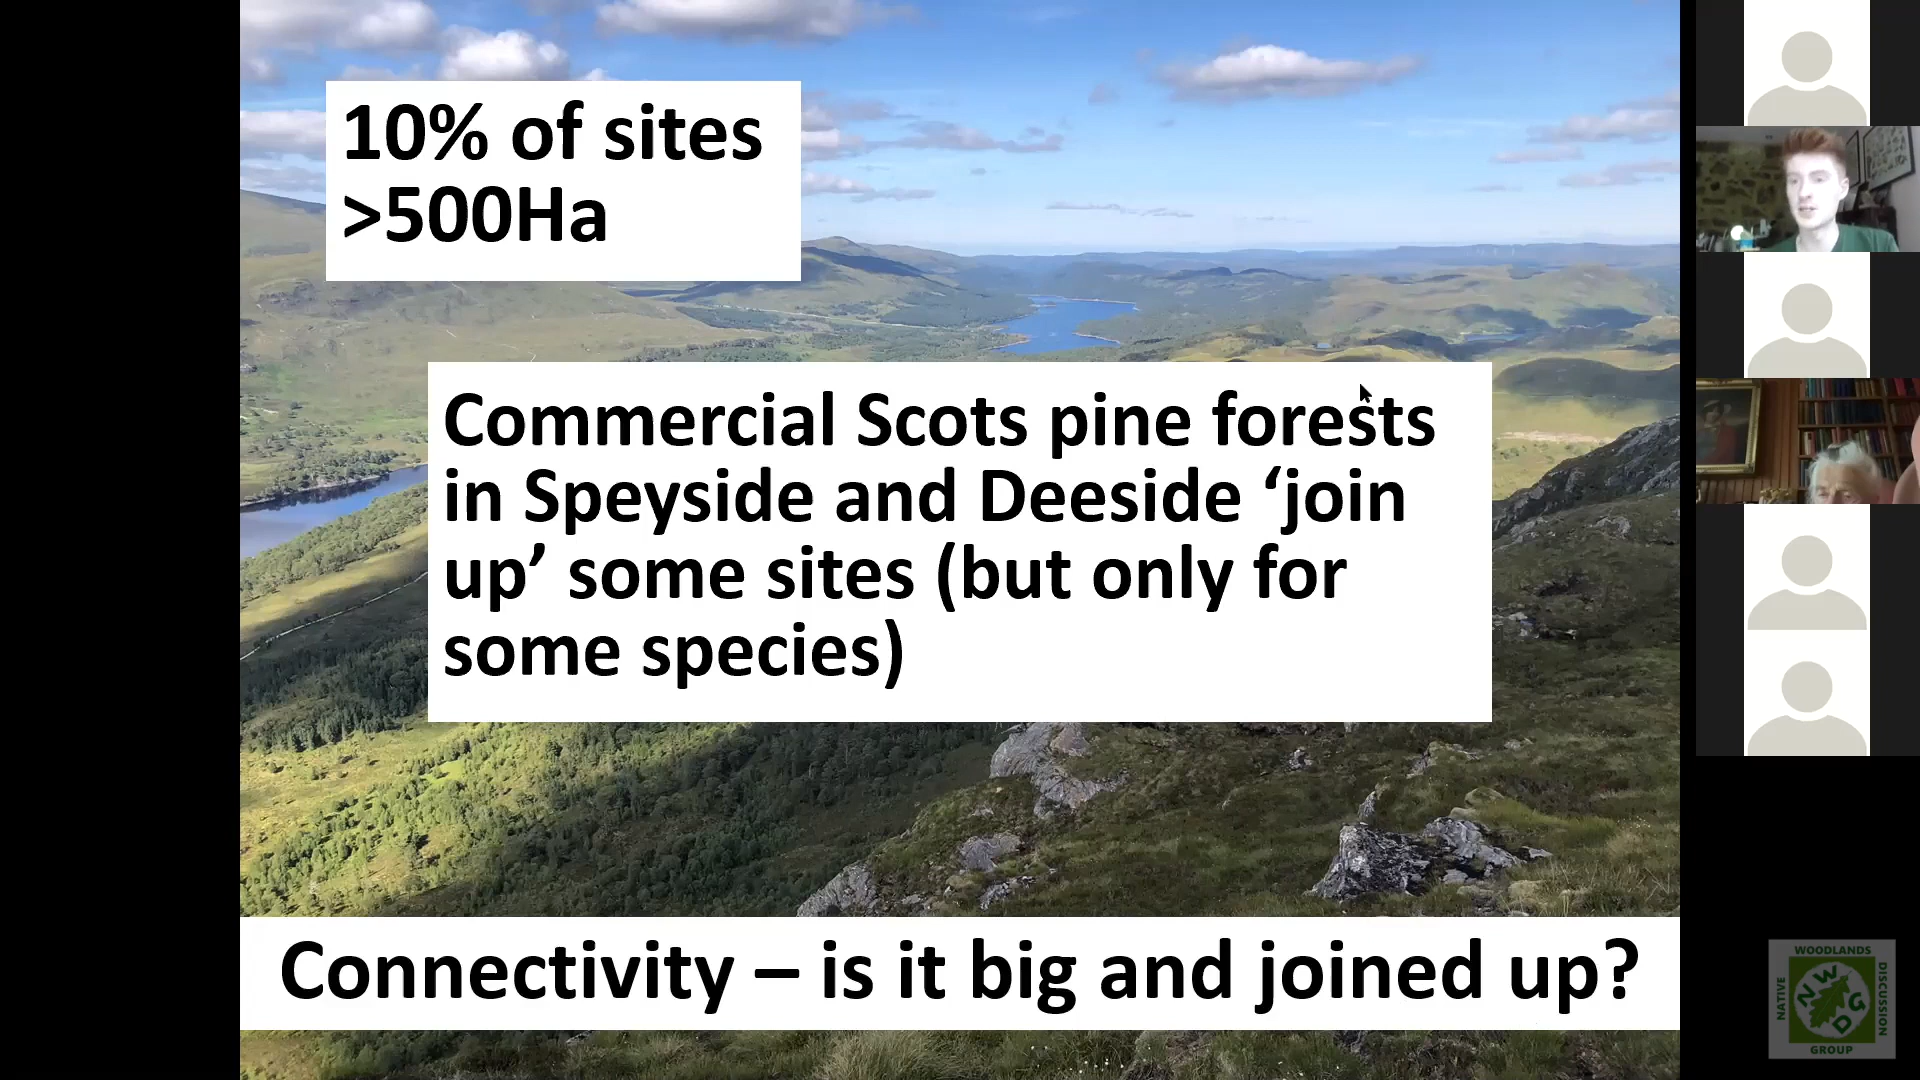 10% of sites
>500Ha
Commercial Scots pine forests
in Speyside and Deeside ‘join
up’ some sites (but only for
some species)
Connectivity – is it big and joined up?
WOODLANDS
NATIVE
DISCUSSION
NWDG
GROUP